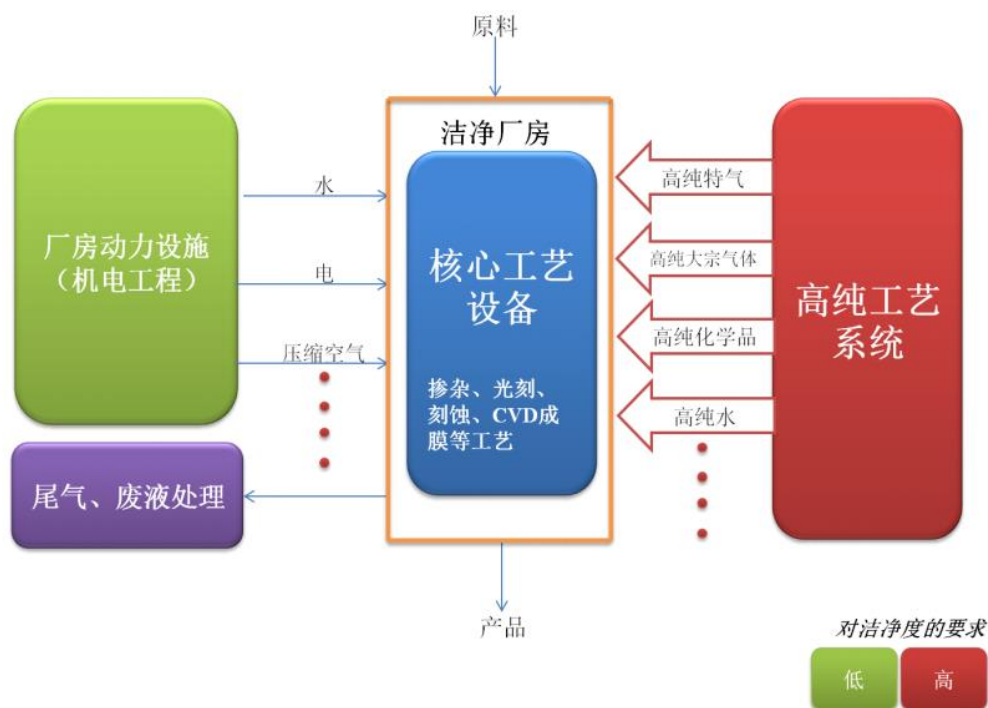 原料
洁净厂房
厂房动力设施
（机电工程）
水
电
压缩空气
核心工艺
设备
掺杂、光刻、
刻蚀、CVD成
膜等工艺
高纯特气
高纯大宗气体
高纯化学品
高纯水
高纯工艺
系统
尾气、废液处理
产品
对洁净度的要求
低
高